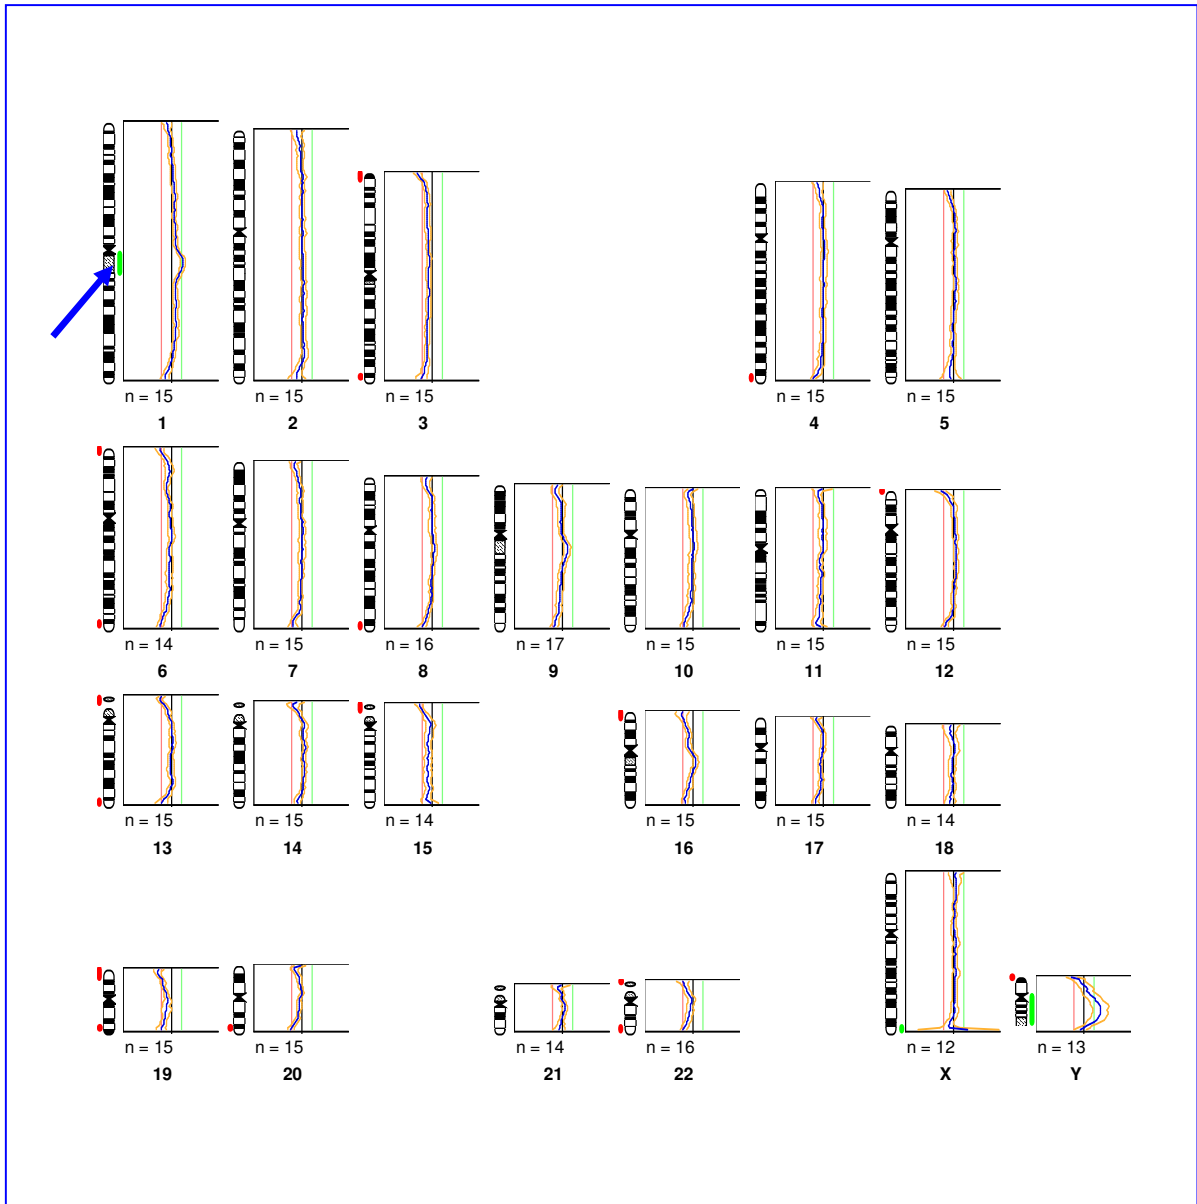 n = 15 n = 15 n = 15 n = 15 n = 15
1 2 3 4 5
n = 14 n = 15 n = 16 n = 17 n = 15 n = 15 n = 15
6 7 8 9 10 11 12
n = 15 n = 15 n = 14 n = 15 n = 15 n = 14
13 14 15 16 17 18
n = 15 n = 15 n = 14 n = 16 n = 12 n = 13
19 20 21 22 X Y